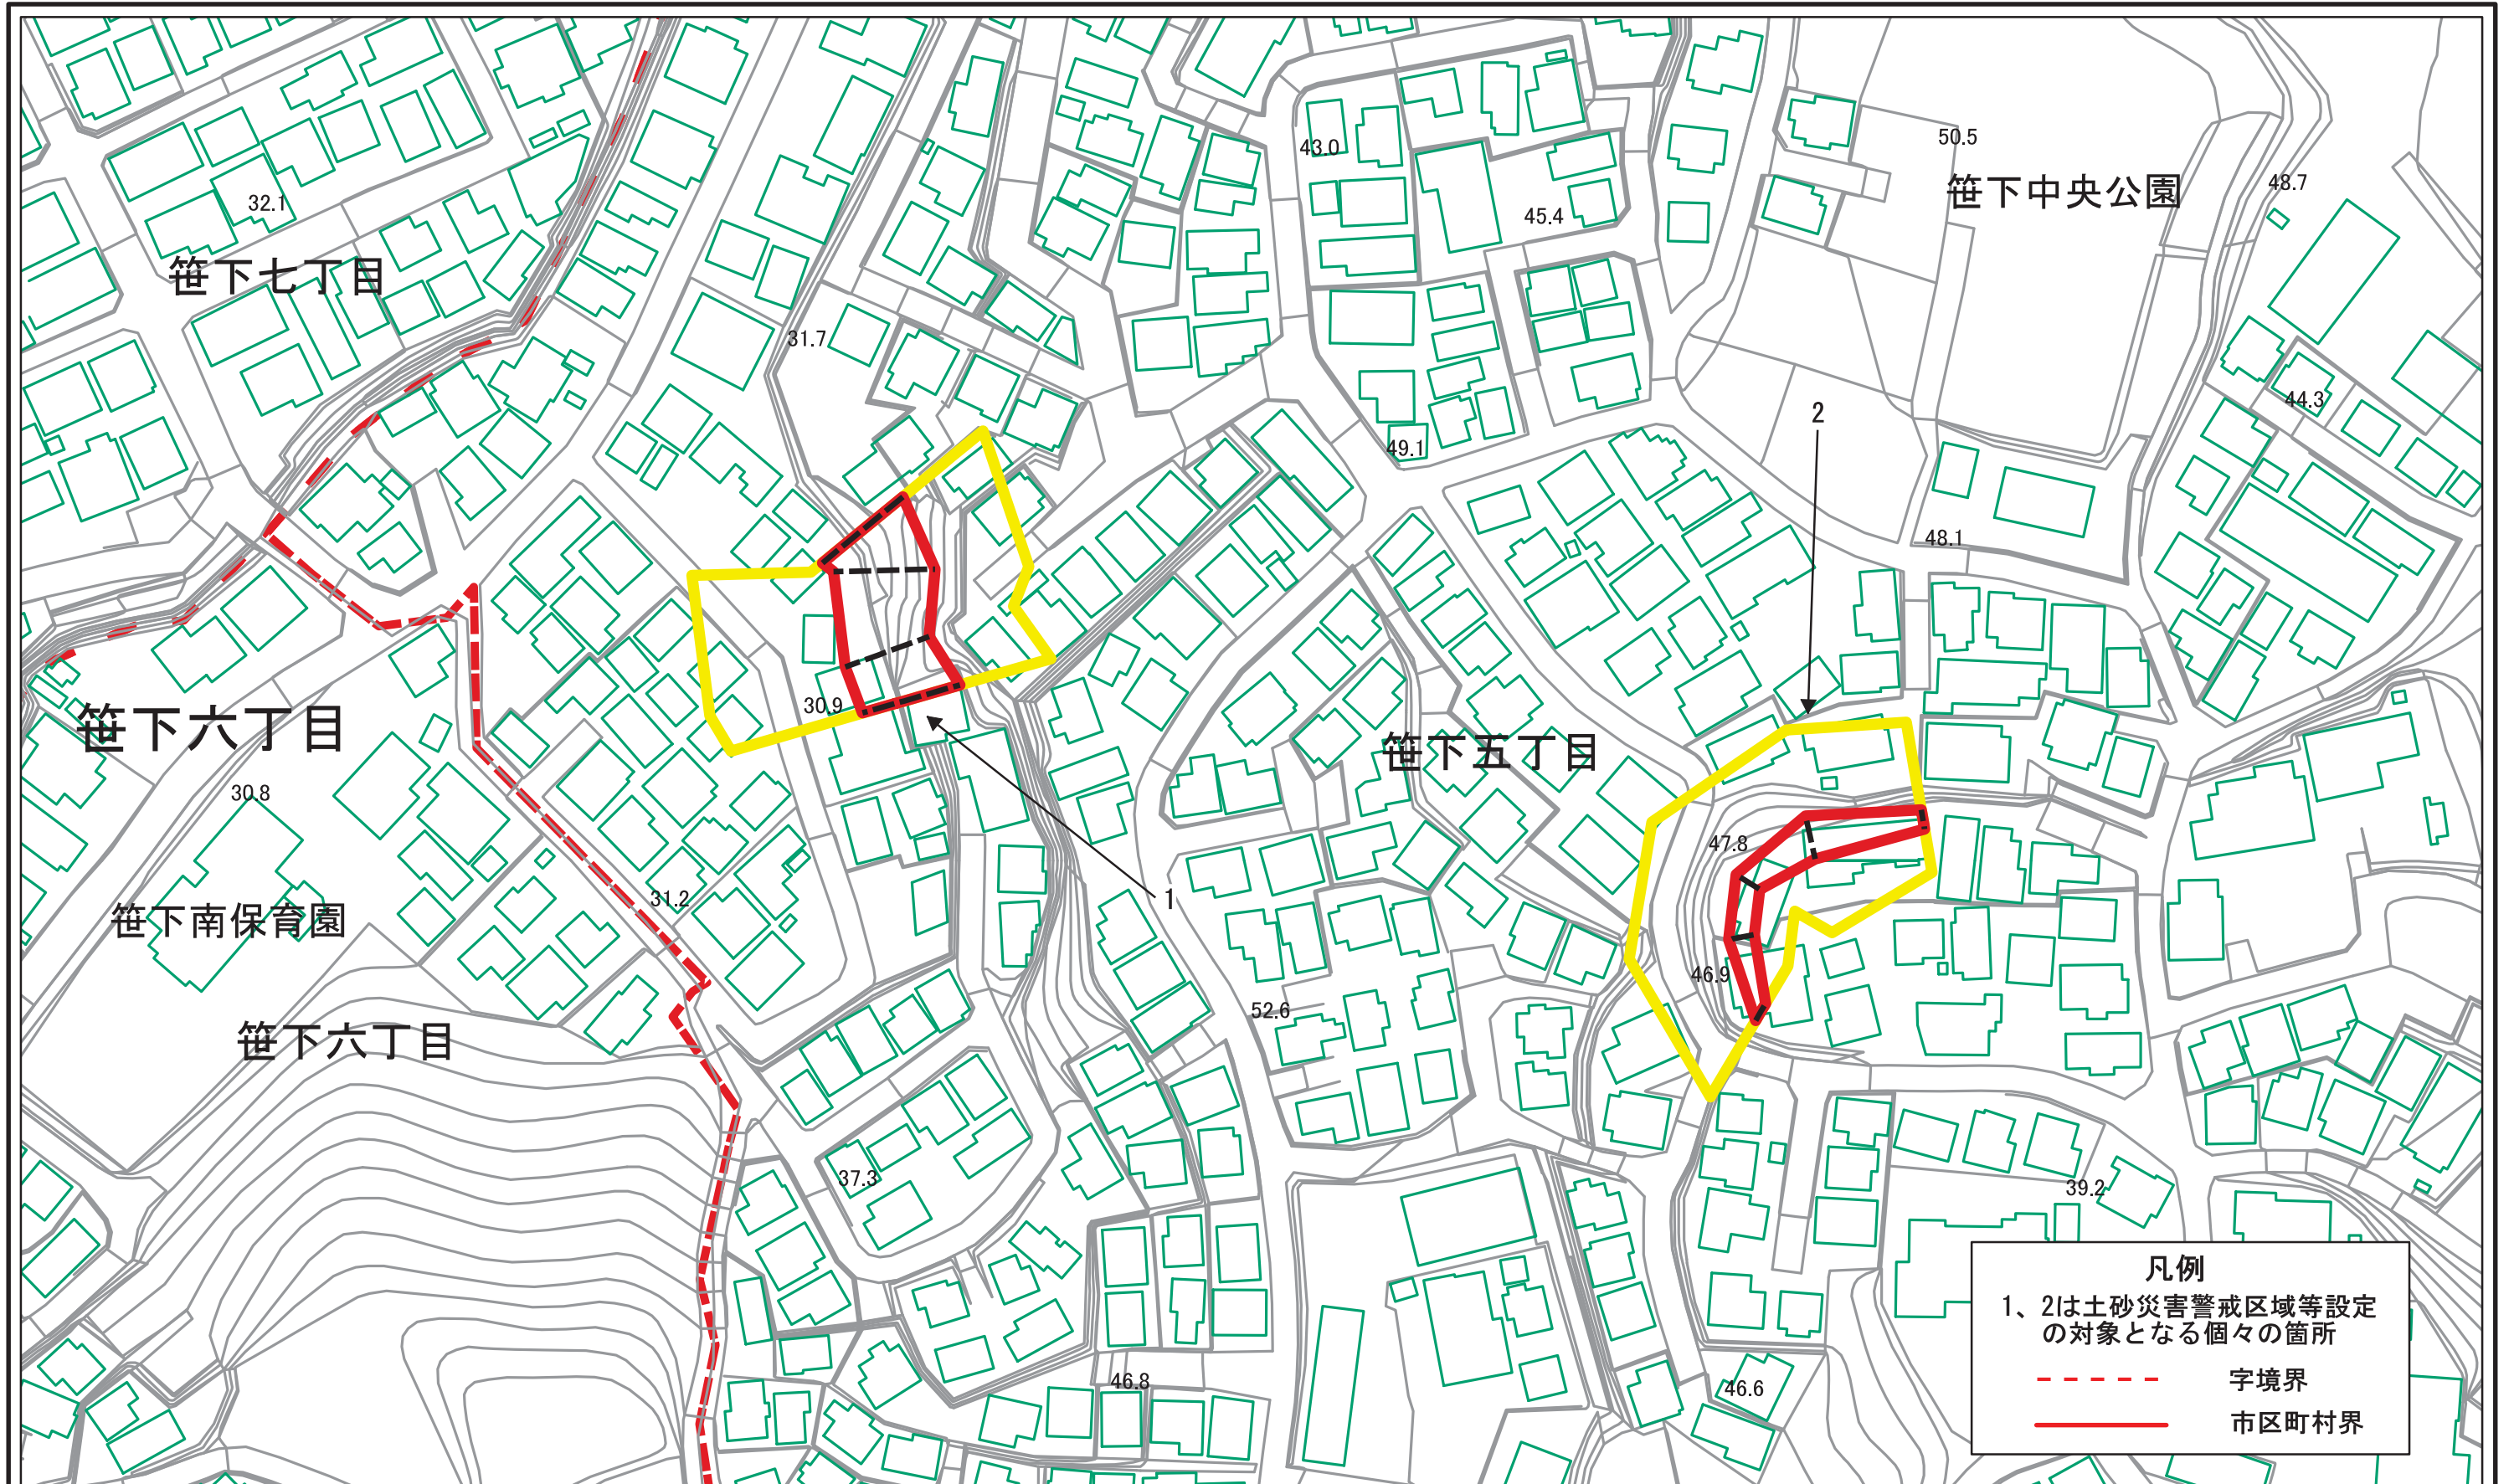 43.0
50.5
笹下中央公園
48.7
32.1
45.4
笹下七丁目
31.7
44.3
2
49.1
48.1
30.9
笹下六丁目
笹下五丁目
30.8
47.8
31.2
1
笹下南保育園
46.9
52.6
笹下六丁目
37.3
39.2
46.8
46.6
凡例
1、2は土砂災害警戒区域等設定
の対象となる個々の箇所
字境界
市区町村界